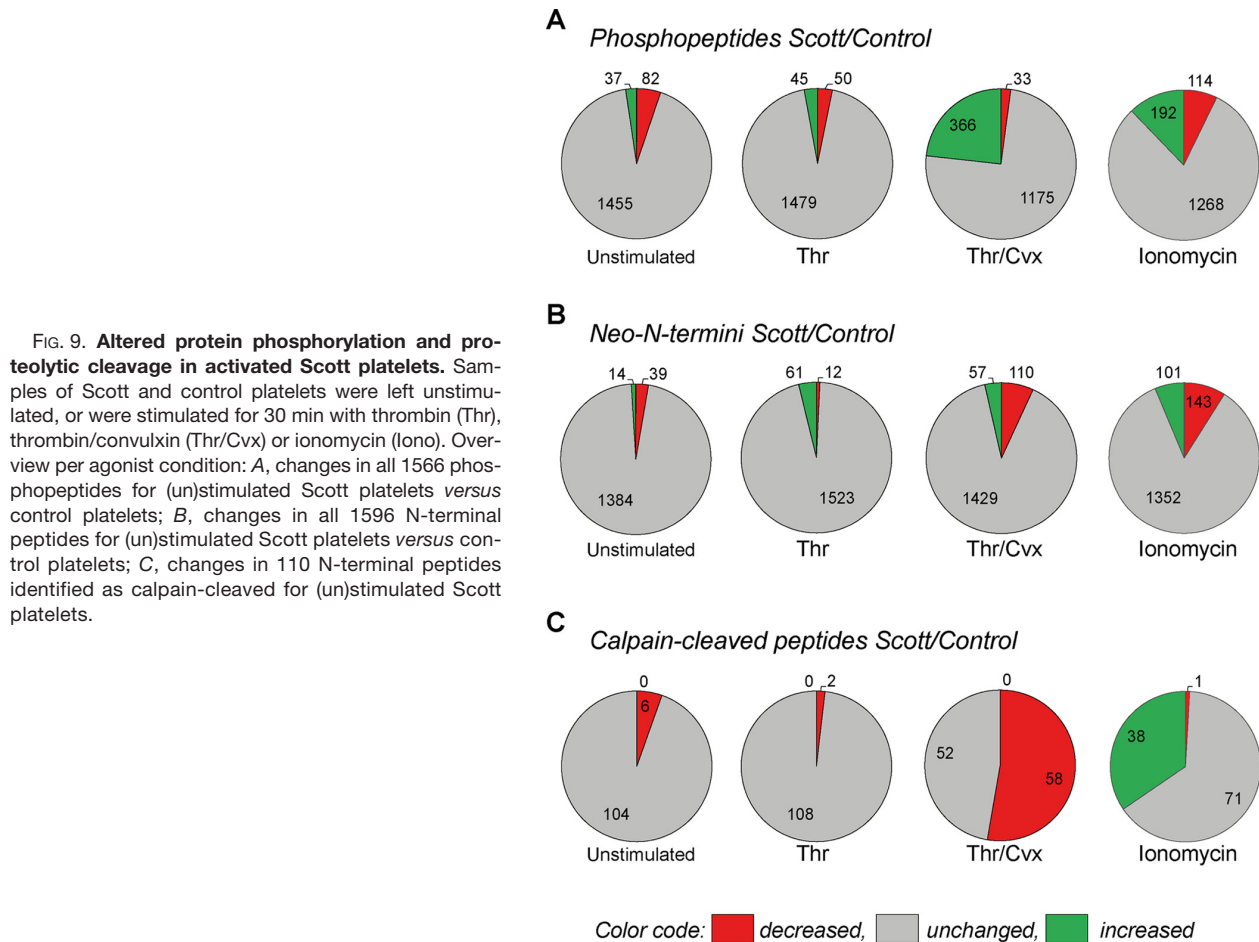 FIG. 9. Altered protein phosphorylation and pro-
teolytic cleavage in activated Scott platelets. Sam-
ples of Scott and control platelets were left unstimu-
lated, or were stimulated for 30 min with thrombin (Thr),
thrombin/convulxin (Thr/Cvx) or ionomycin (Iono). Over-
view per agonist condition: A, changes in all 1566 phos-
phopeptides for (un)stimulated Scott platelets versus
control platelets; B, changes in all 1596 N-terminal
peptides for (un)stimulated Scott platelets versus con-
trol platelets; C, changes in 110 N-terminal peptides
identified as calpain-cleaved for (un)stimulated Scott
platelets.
A
Phosphopeptides Scott/Control
37 82 45 50 33 114
366 192
1455 1479 1175 1268
Unstimulated Thr Thr/Cvx Ionomycin
B
Neo-N-termini Scott/Control
14 39 61 12 57 110 101
143
1384 1523 1429 1352
Unstimulated Thr Thr/Cvx Ionomycin
C
Calpain-cleaved peptides Scott/Control
0 0 2 0 1
6 52 58 38
104 108 71
Unstimulated Thr Thr/Cvx Ionomycin
Color code: decreased, unchanged, increased